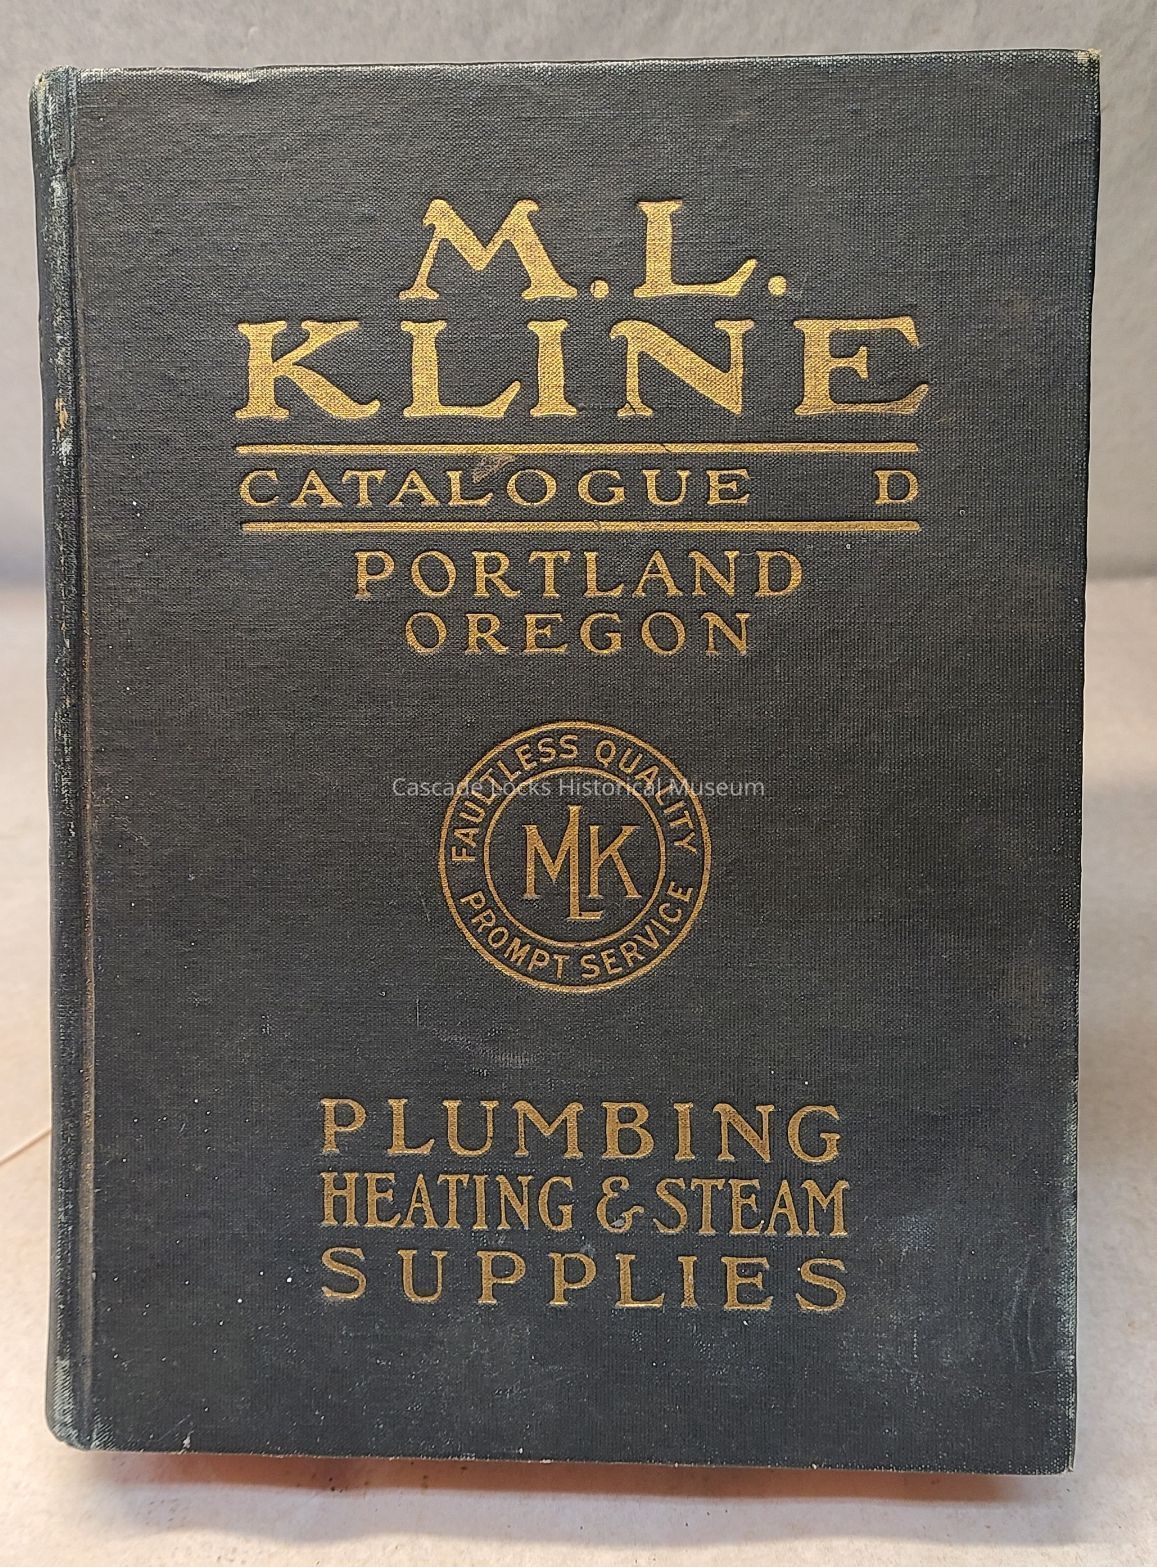 M. L.
KLINE
CATALOGUE D
PORTLAND
OREGON
FAULTLESS QUALITY
Cascade Locks Historical Museum
MLK
PROMPT SERVICE
PLUMBING
HEATING & STEAM
SUPPLIES